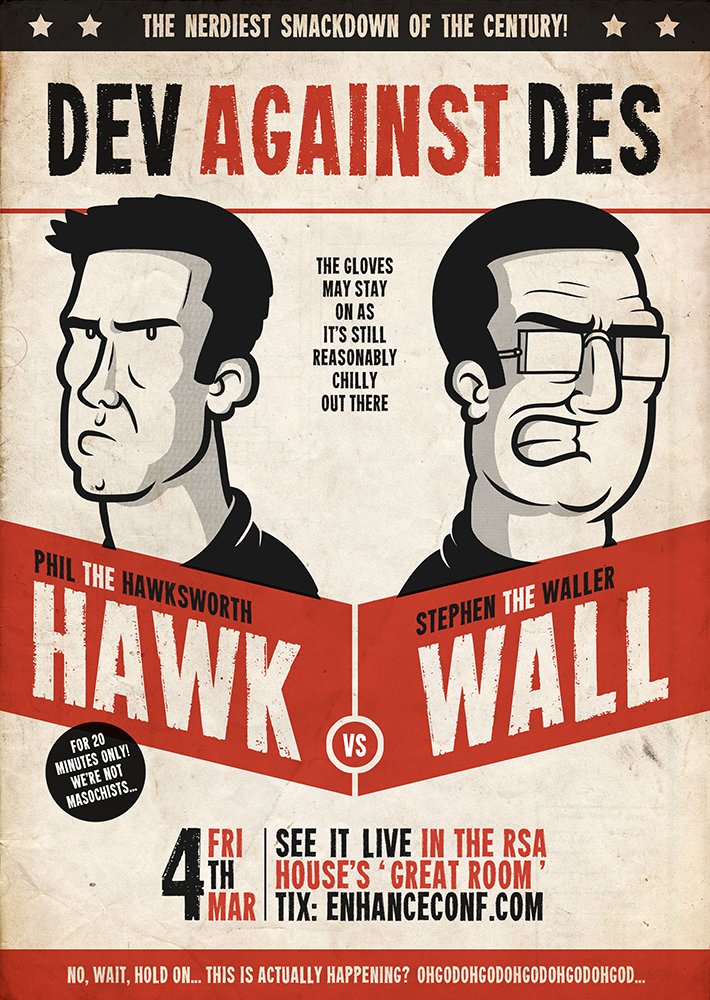 THE NERDIEST SMACKDOWN OF THE CENTURY!
DEV AGAINST DES
THE GLOVES
MAY STAY
ON AS
IT'S STILL
REASONABLY
CHILLY
OUT THERE
PHIL THE HAWKSWORTH
HAWK
VS
STEPHEN THE WALLER
WALL
FOR 20
MINUTES ONLY!
WE'RE NOT
MASOCHISTS...
4TH FRI MAR
SEE IT LIVE IN THE RSA
HOUSE'S 'GREAT ROOM'
TIX: ENHANCECONF.COM
NO, WAIT, HOLD ON... THIS IS ACTUALLY HAPPENING? OHGODOHGODOHGODOHGODOHGOD...